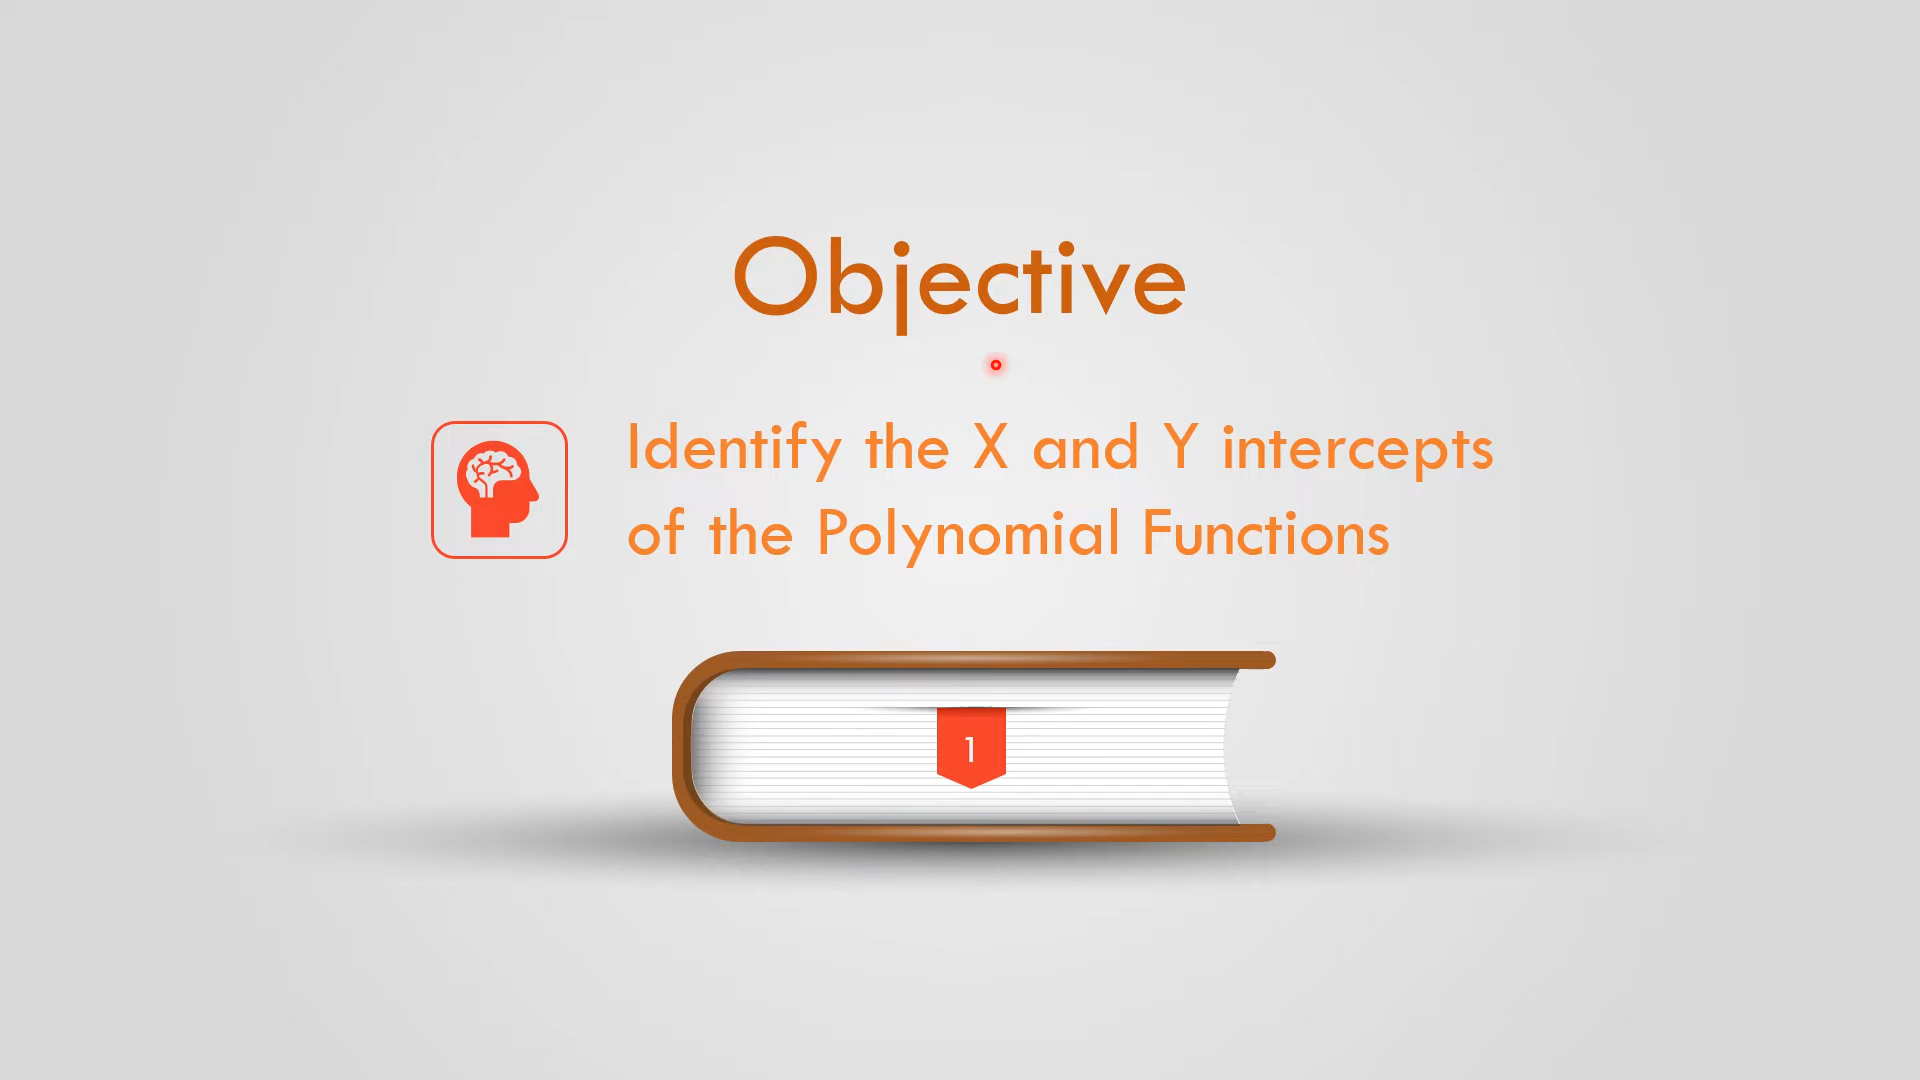 Objective
Identify the X and Y intercepts
of the Polynomial Functions
1